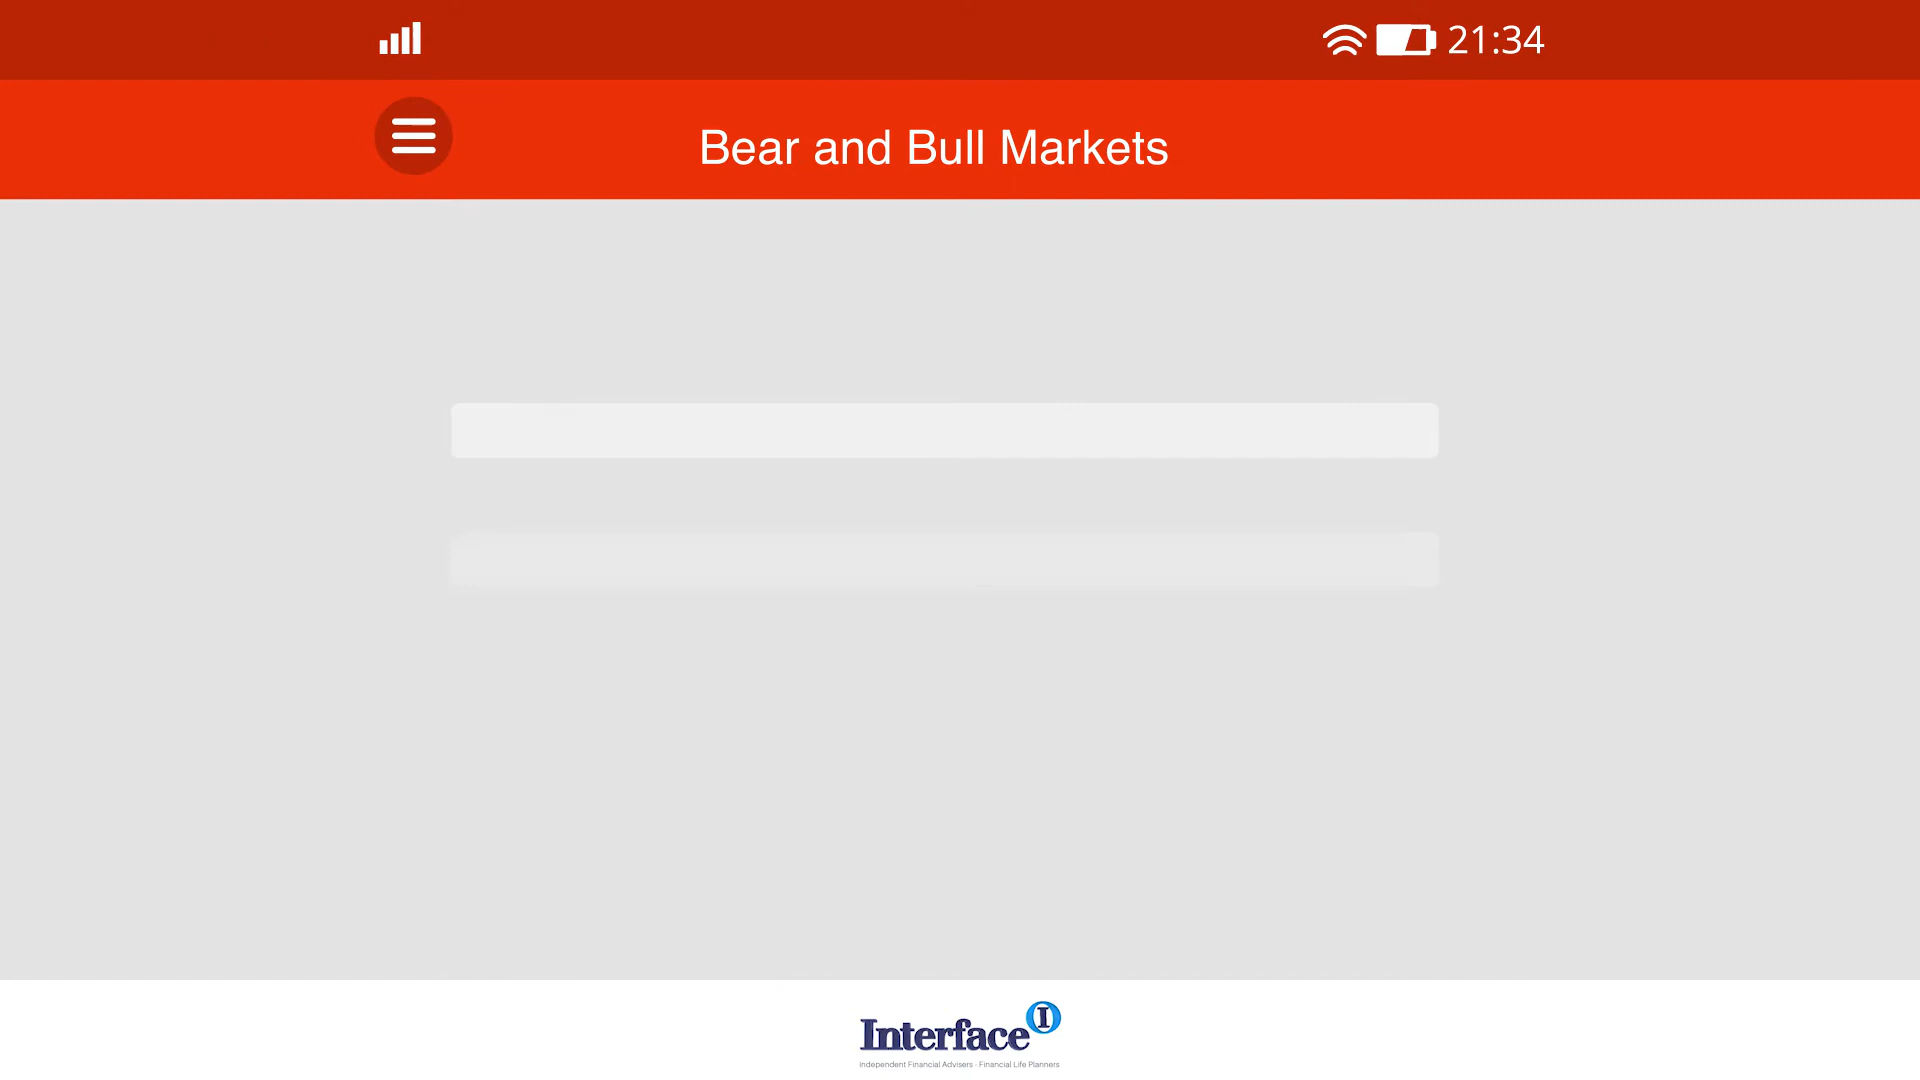 21:34
Bear and Bull Markets
Interface I
Independent Financial Advisers - Financial Life Planners